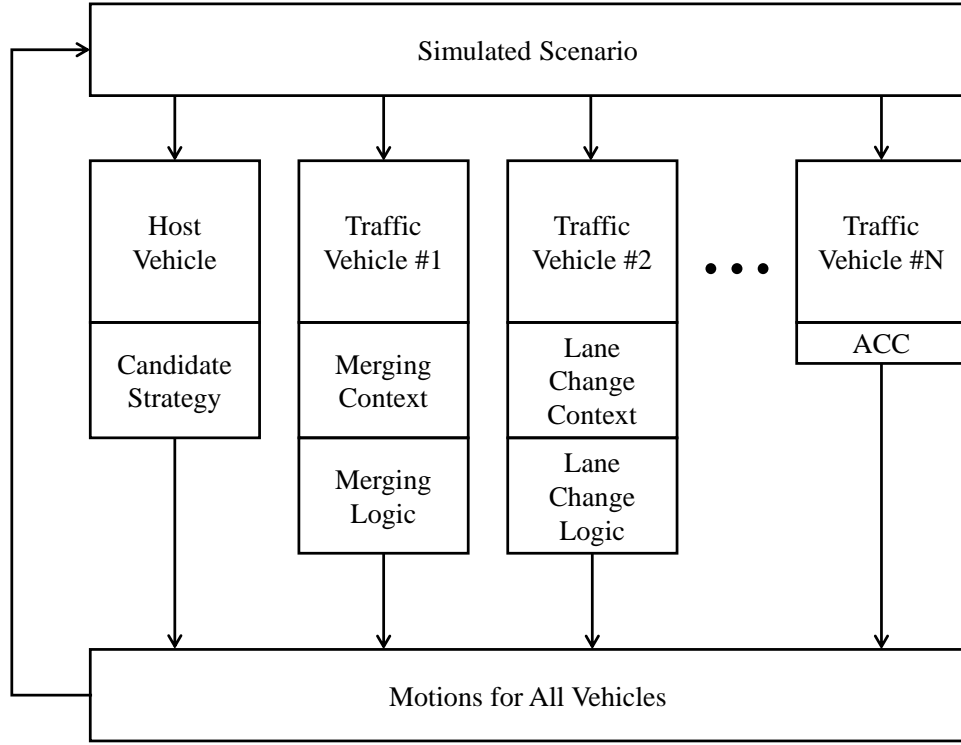 Simulated Scenario
Host
Vehicle
Traffic
Vehicle #1
Traffic
Vehicle #2
Traffic
Vehicle #N
Candidate
Strategy
Merging
Context
Lane
Change
Context
ACC
Merging
Logic
Lane
Change
Logic
Motions for All Vehicles